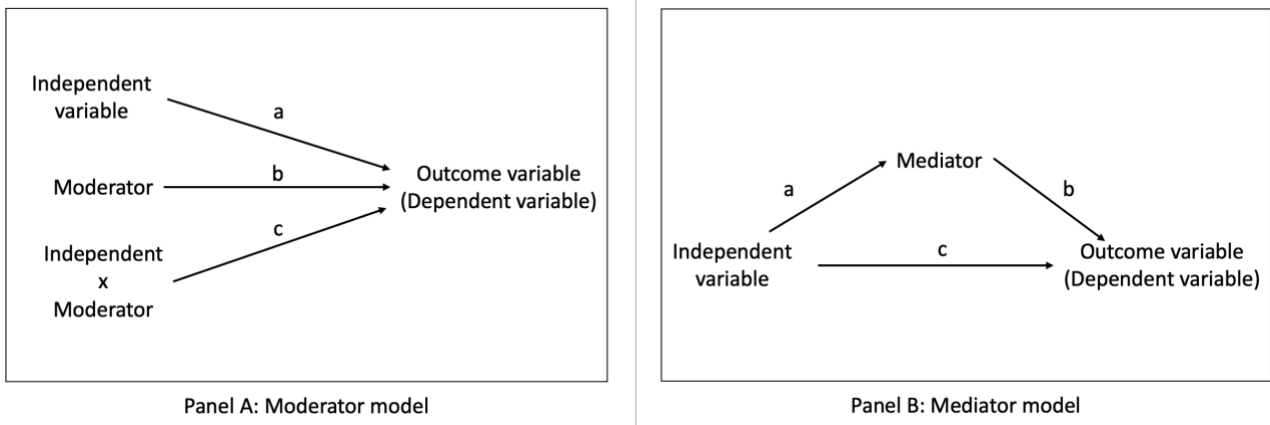 Independent
variable
a
Moderator
b
Outcome variable
(Dependent variable)
c
Independent
x
Moderator
Panel A: Moderator model
Mediator
a
b
Independent
variable
c
Outcome variable
(Dependent variable)
Panel B: Mediator model